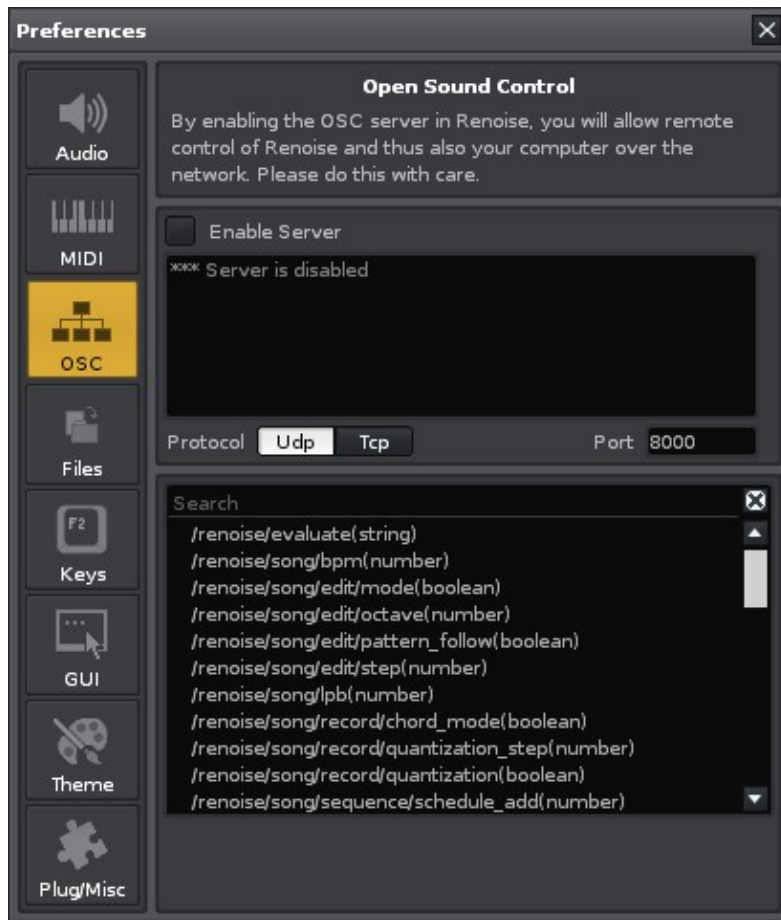 Preferences
Audio
MIDI
OSC
Files
F2
Keys
GUI
Theme
Plug/Misc
Open Sound Control
By enabling the OSC server in Renoise, you will allow remote
control of Renoise and thus also your computer over the
network. Please do this with care.
Enable Server
*** Server is disabled
Protocol Udp Tcp Port 8000
Search
/renoise/evaluate(string)
/renoise/song/bpm(number)
/renoise/song/edit/mode(boolean)
/renoise/song/edit/octave(number)
/renoise/song/edit/pattern_follow(boolean)
/renoise/song/edit/step(number)
/renoise/song/lpb(number)
/renoise/song/record/chord_mode(boolean)
/renoise/song/record/quantization_step(number)
/renoise/song/record/quantization(boolean)
/renoise/song/sequence/schedule_add(number)